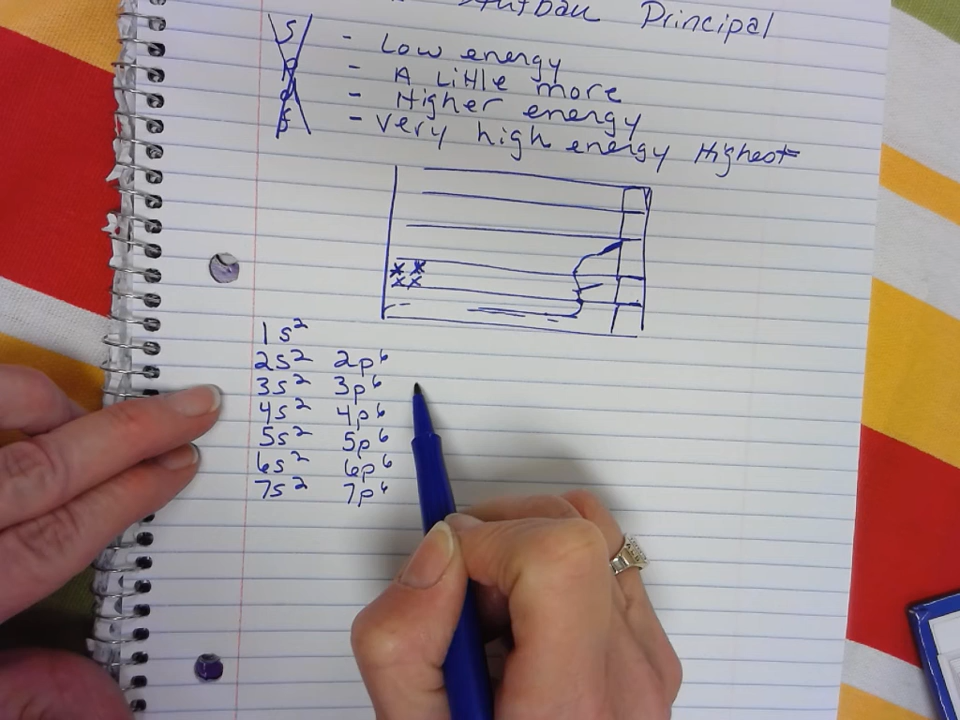 Aufbau Principal
s - Low energy
p - A little more
d - Higher energy
f - very high energy Highest
1s²
2s² 2p⁶
3s² 3p⁶
4s² 4p⁶
5s² 5p⁶
6s² 6p⁶
7s² 7p⁶